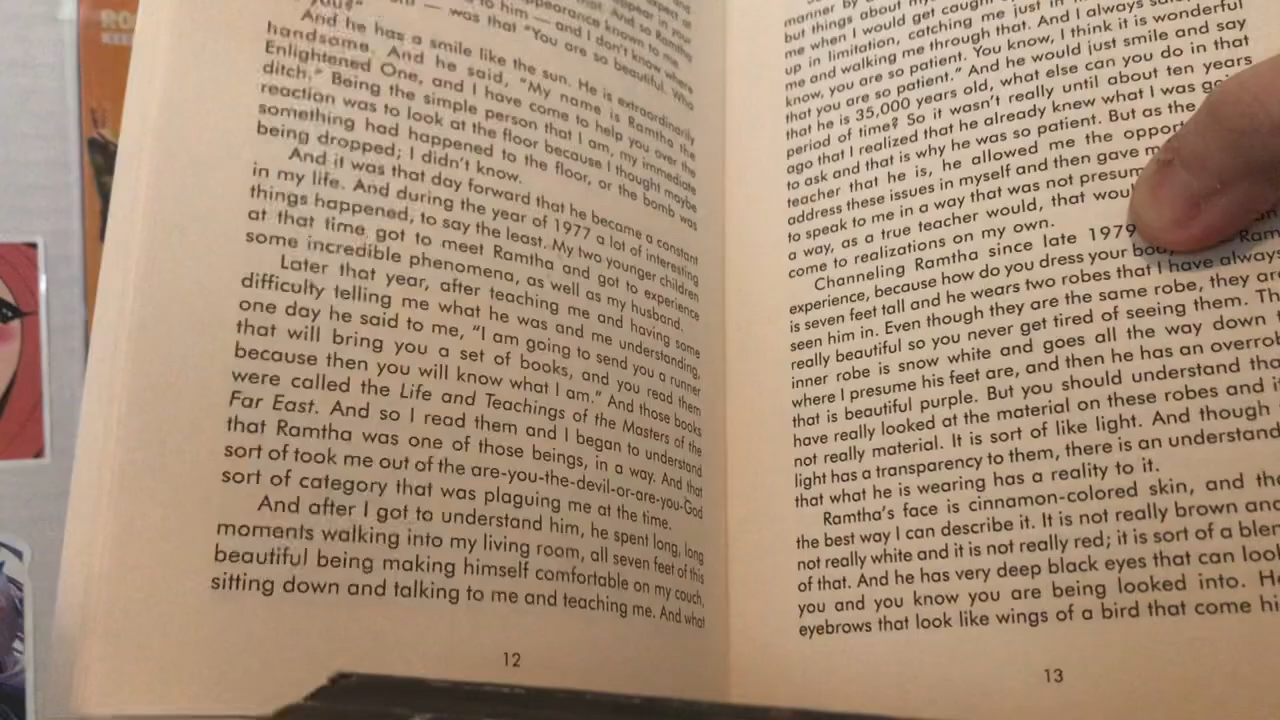 appear in your
appearance known to me.
to him — and I don't know where
— was that "You are so beautiful. Who
you?"
And he has a smile like the sun. He is extraordinarily
handsome. And he said, "My name is Ramtha the
Enlightened One, and I have come to help you over the
ditch." Being the simple person that I am, my immediate
reaction was to look at the floor because I thought maybe
something had happened to the floor, or the bomb was
being dropped; I didn't know.
And it was that day forward that he became a constant
in my life. And during the year of 1977 a lot of interesting
things happened, to say the least. My two younger children
at that time, got to meet Ramtha and got to experience
some incredible phenomena, as well as my husband.
Later that year, after teaching me and having some
difficulty telling me what he was and me understanding,
one day he said to me, "I am going to send you a runner
that will bring you a set of books, and you read them
because then you will know what I am." And those books
were called the Life and Teachings of the Masters of the
Far East. And so I read them and I began to understand
that Ramtha was one of those beings, in a way. And that
sort of took me out of the are-you-the-devil-or-are-you-God
sort of category that was plaguing me at the time.
And after I got to understand him, he spent long, long
moments walking into my living room, all seven feet of this
beautiful being making himself comfortable on my couch,
sitting down and talking to me and teaching me. And what
12
manner by
but things about my
me when I would get caught
up in limitation, catching me just in
me and walking me through that. And I always said,
know, you are so patient. You know, I think it is wonderful
that you are so patient." And he would just smile and say
that he is 35,000 years old, what else can you do in that
period of time? So it wasn't really until about ten years
ago that I realized that he already knew what I was
to ask and that is why he was so patient. But as the
teacher that he is, he allowed me the
address these issues in myself and then gave
to speak to me in a way that was not
a way, as a true teacher would, that
come to realizations on my own.
Channeling Ramtha since late 1979
experience, because how do you dress your
is seven feet tall and he wears two robes that I have always
seen him in. Even though they are the same robe, they are
really beautiful so you never get tired of seeing them. The
inner robe is snow white and goes all the way down
where I presume his feet are, and then he has an
that is beautiful purple. But you should understand
have really looked at the material on these robes and
not really material. It is sort of like light. And though
light has a transparency to them, there is an
that what he is wearing has a reality to it.
Ramtha's face is cinnamon-colored skin, and
the best way I can describe it. It is not really brown and
not really white and it is not really red; it is sort of a
of that. And he has very deep black eyes that can look
you and you know you are being looked into. He
eyebrows that look like wings of a bird that come
13